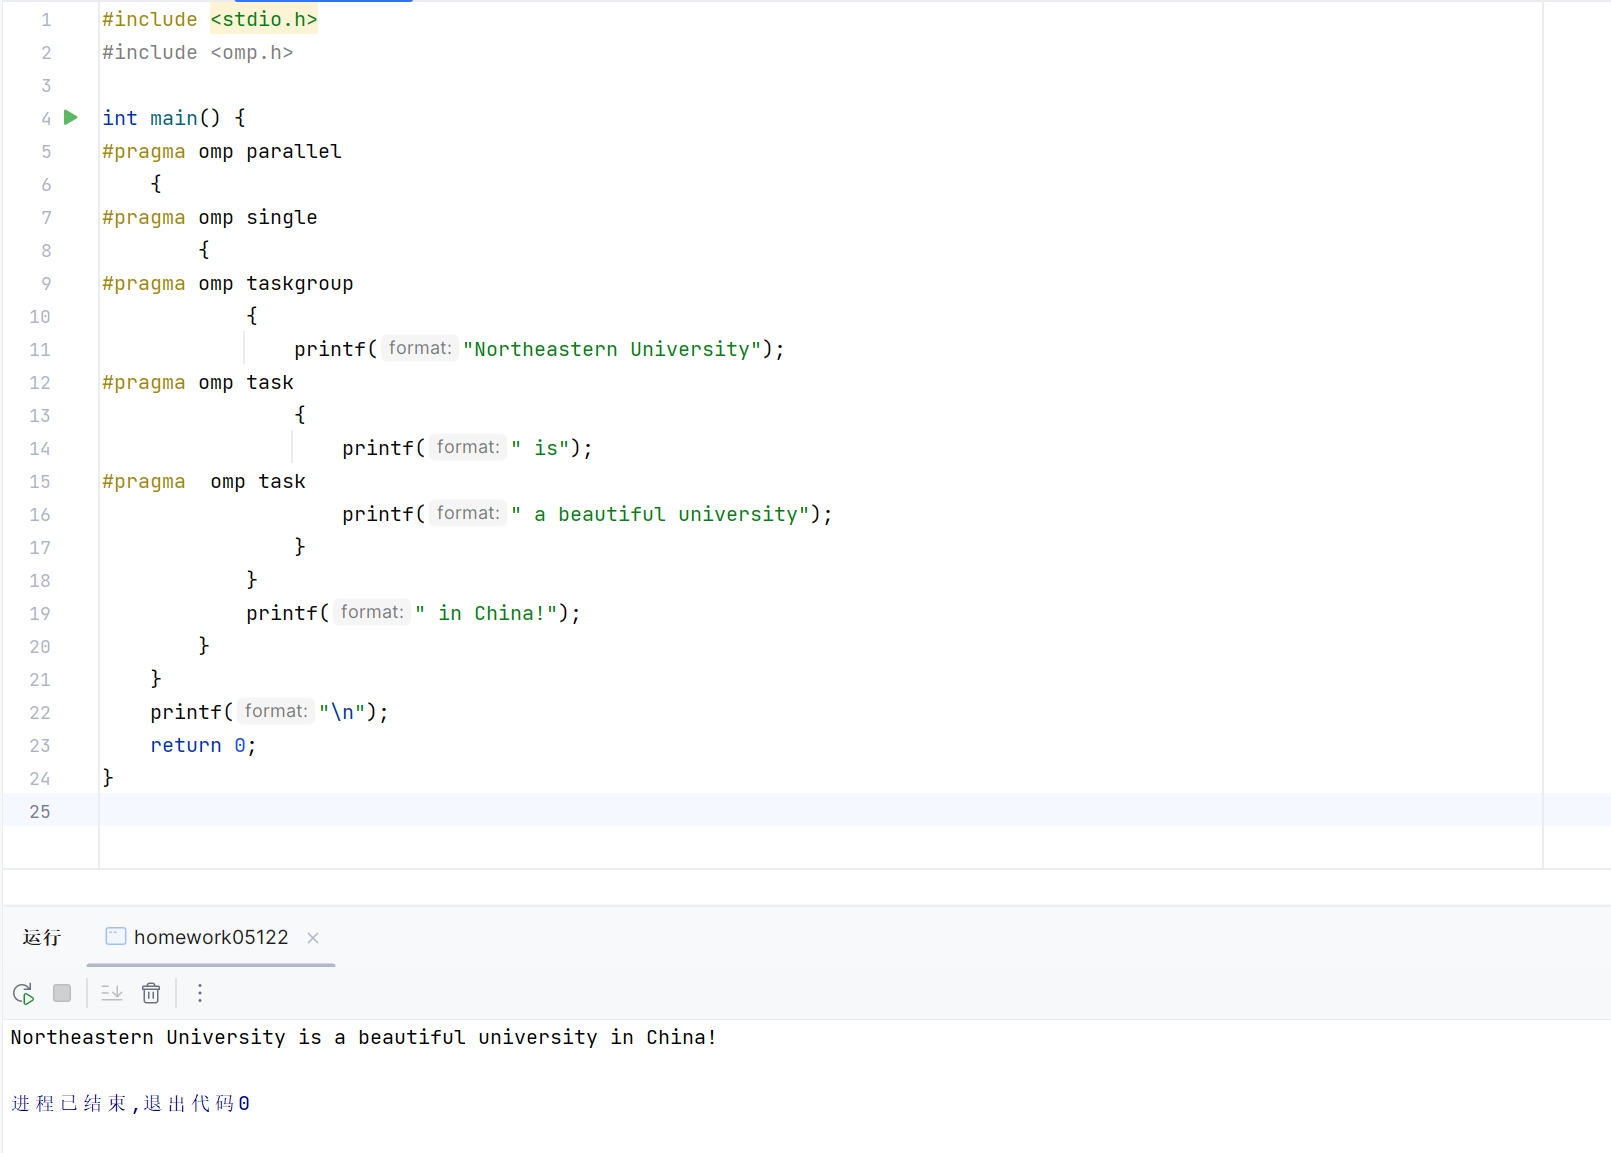 1 #include <stdio.h>
2 #include <omp.h>
3
4 int main() {
5 #pragma omp parallel
6     {
7 #pragma omp single
8         {
9 #pragma omp taskgroup
10             {
11                 printf( format: "Northeastern University");
12 #pragma omp task
13                 {
14                     printf( format: " is");
15 #pragma  omp task
16                     printf( format: " a beautiful university");
17                 }
18             }
19             printf( format: " in China!");
20         }
21     }
22     printf( format: "\n");
23     return 0;
24 }
25
运行 homework05122
Northeastern University is a beautiful university in China!
进程已结束,退出代码0